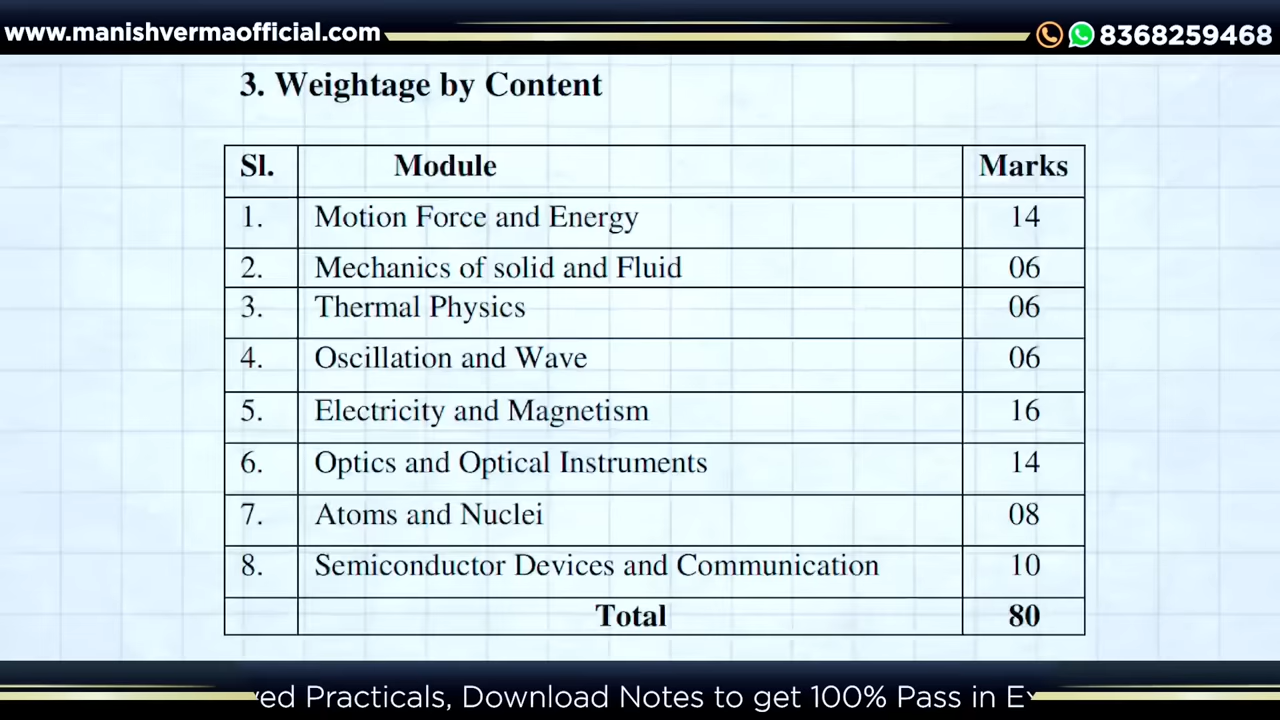 www.manishvermaofficial.com
8368259468
3. Weightage by Content
Sl. Module Marks
1. Motion Force and Energy 14
2. Mechanics of solid and Fluid 06
3. Thermal Physics 06
4. Oscillation and Wave 06
5. Electricity and Magnetism 16
6. Optics and Optical Instruments 14
7. Atoms and Nuclei 08
8. Semiconductor Devices and Communication 10
Total 80
Practicals, Download Notes to get 100% Pass in